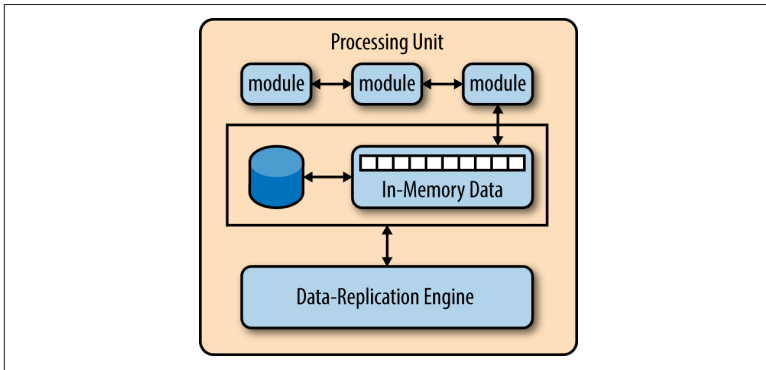 Processing Unit
module module module
In-Memory Data
Data-Replication Engine